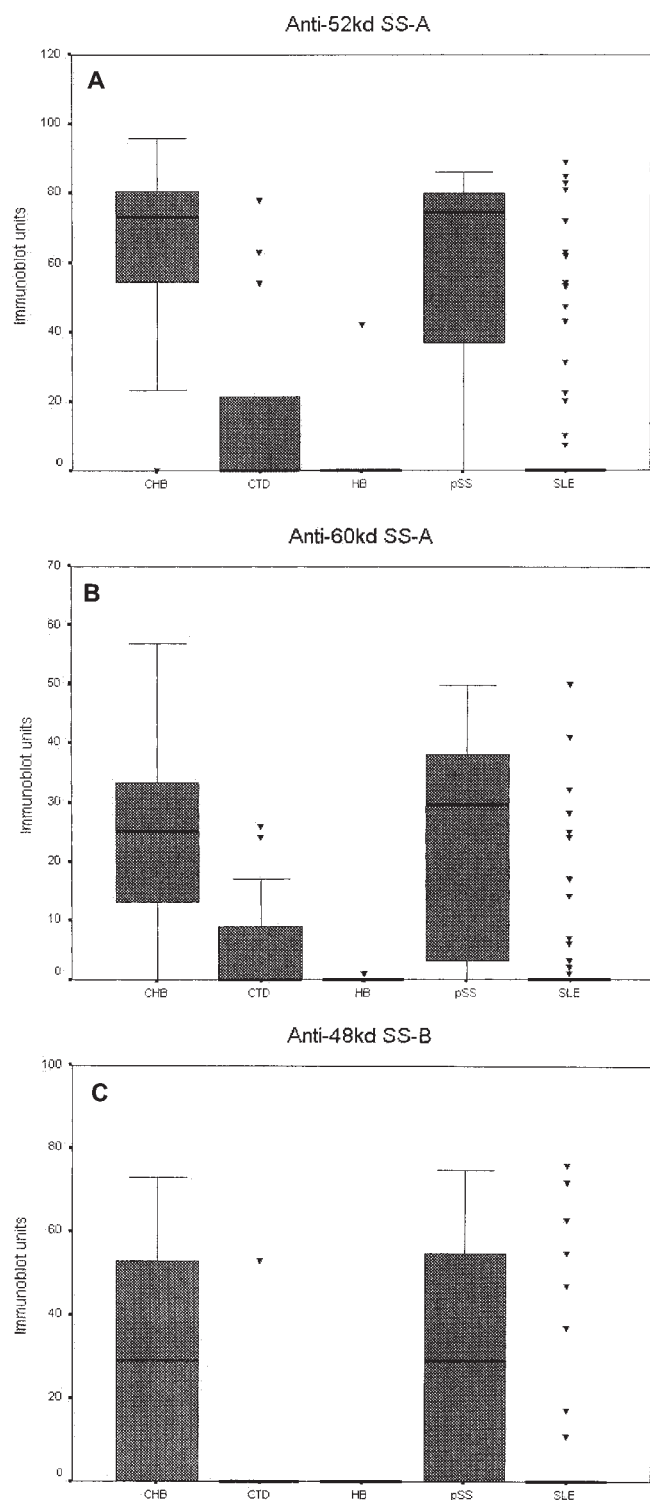 Anti-52kd SS-A
A
Immunoblot units
120
100
80
60
40
20
0
CHB CTD HB pSS SLE
Anti-60kd SS-A
B
Immunoblot units
70
60
50
40
30
20
10
0
CHB CTD HB pSS SLE
Anti-48kd SS-B
C
Immunoblot units
100
80
60
40
20
0
CHB CTD HB pSS SLE